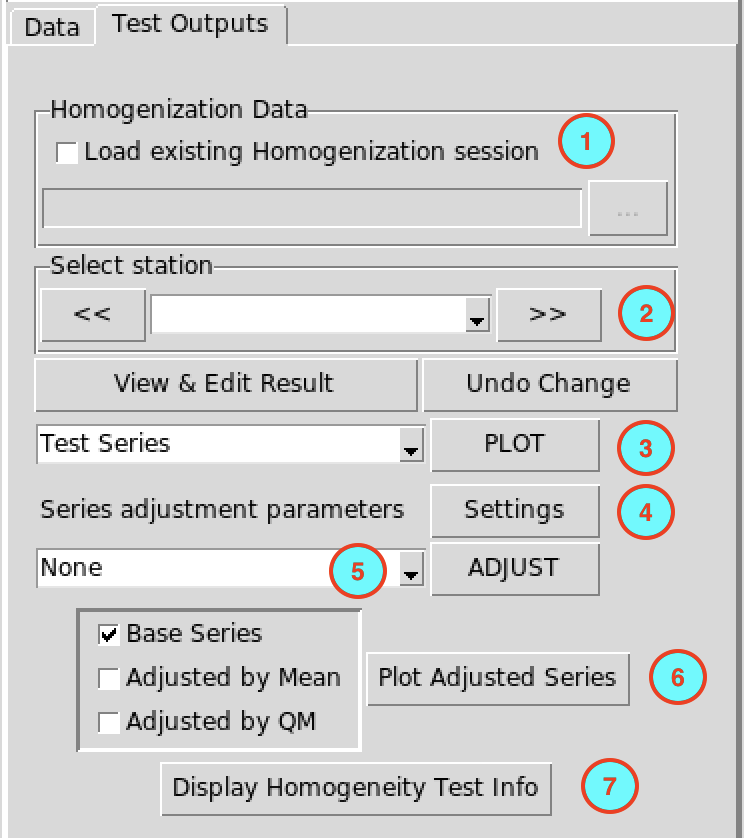 Data Test Outputs
Homogenization Data
Load existing Homogenization session 1
...
Select station
<< >> 2
View & Edit Result Undo Change
Test Series PLOT 3
Series adjustment parameters Settings 4
None 5 ADJUST
Base Series
Adjusted by Mean Plot Adjusted Series 6
Adjusted by QM
Display Homogeneity Test Info 7